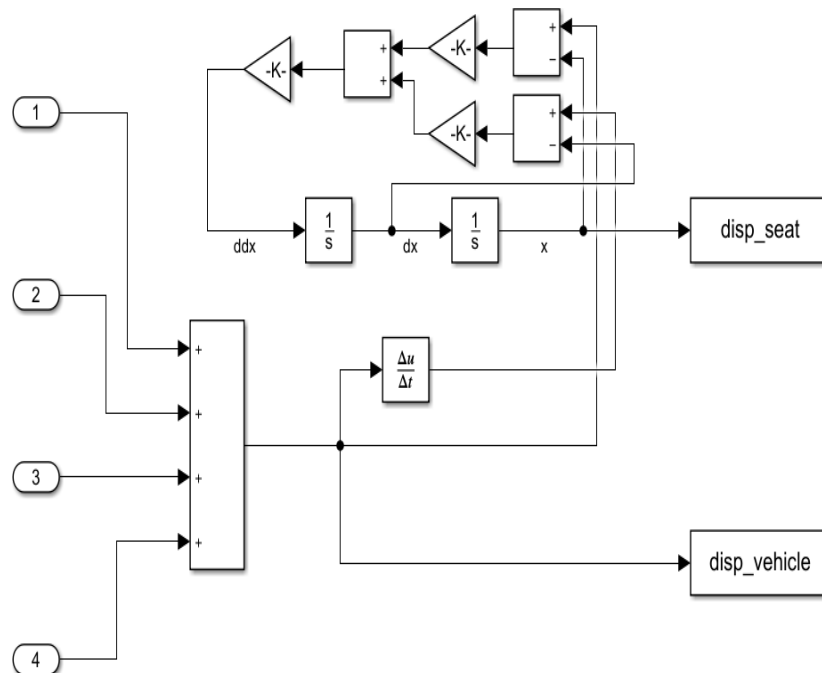 +
−
-K-
+
+
-K-
-K-
+
−
1
1
s
1
s
disp_seat
ddx
dx
x
2
+
Δu
Δt
+
3
+
+
disp_vehicle
4